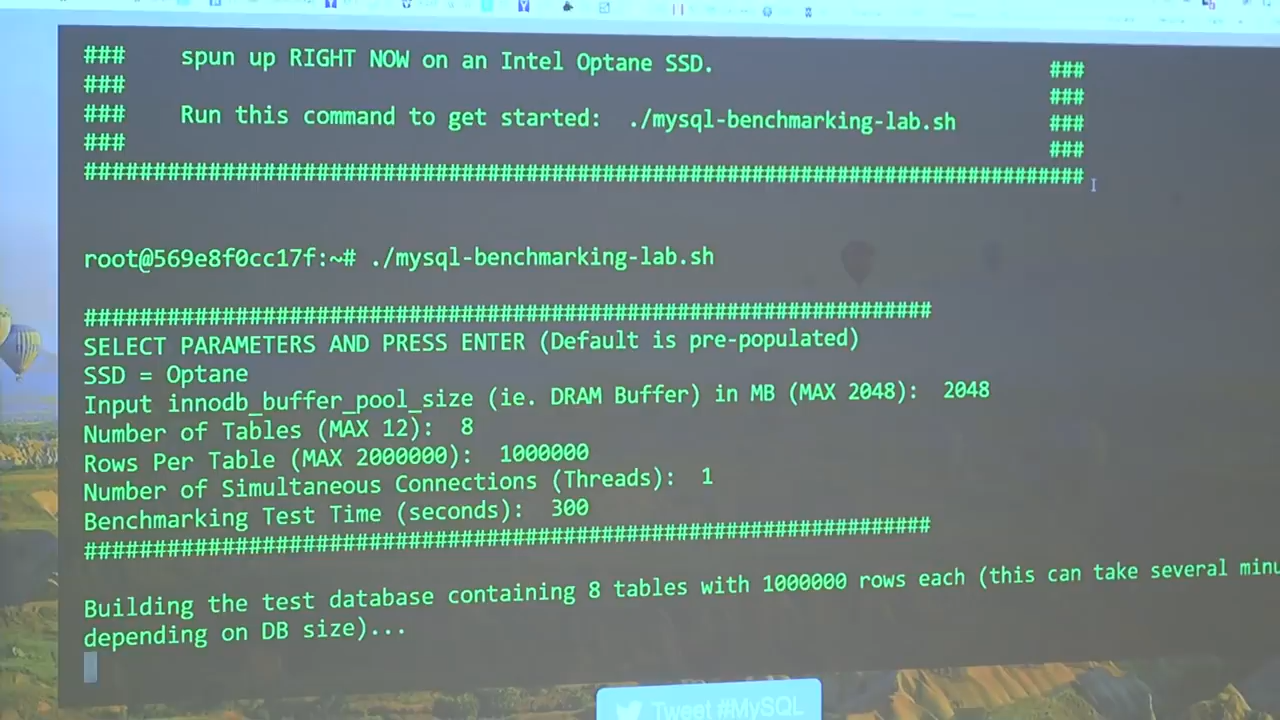 ### spun up RIGHT NOW on an Intel Optane SSD. ###
### ###
### Run this command to get started: ./mysql-benchmarking-lab.sh ###
### ###
####################################################################################
root@569e8f0cc17f:~# ./mysql-benchmarking-lab.sh
#######################################################################
SELECT PARAMETERS AND PRESS ENTER (Default is pre-populated)
SSD = Optane
Input innodb_buffer_pool_size (ie. DRAM Buffer) in MB (MAX 2048): 2048
Number of Tables (MAX 12): 8
Rows Per Table (MAX 2000000): 1000000
Number of Simultaneous Connections (Threads): 1
Benchmarking Test Time (seconds): 300
#######################################################################
Building the test database containing 8 tables with 1000000 rows each (this can take several minu
depending on DB size)...
Tweet #MySQL